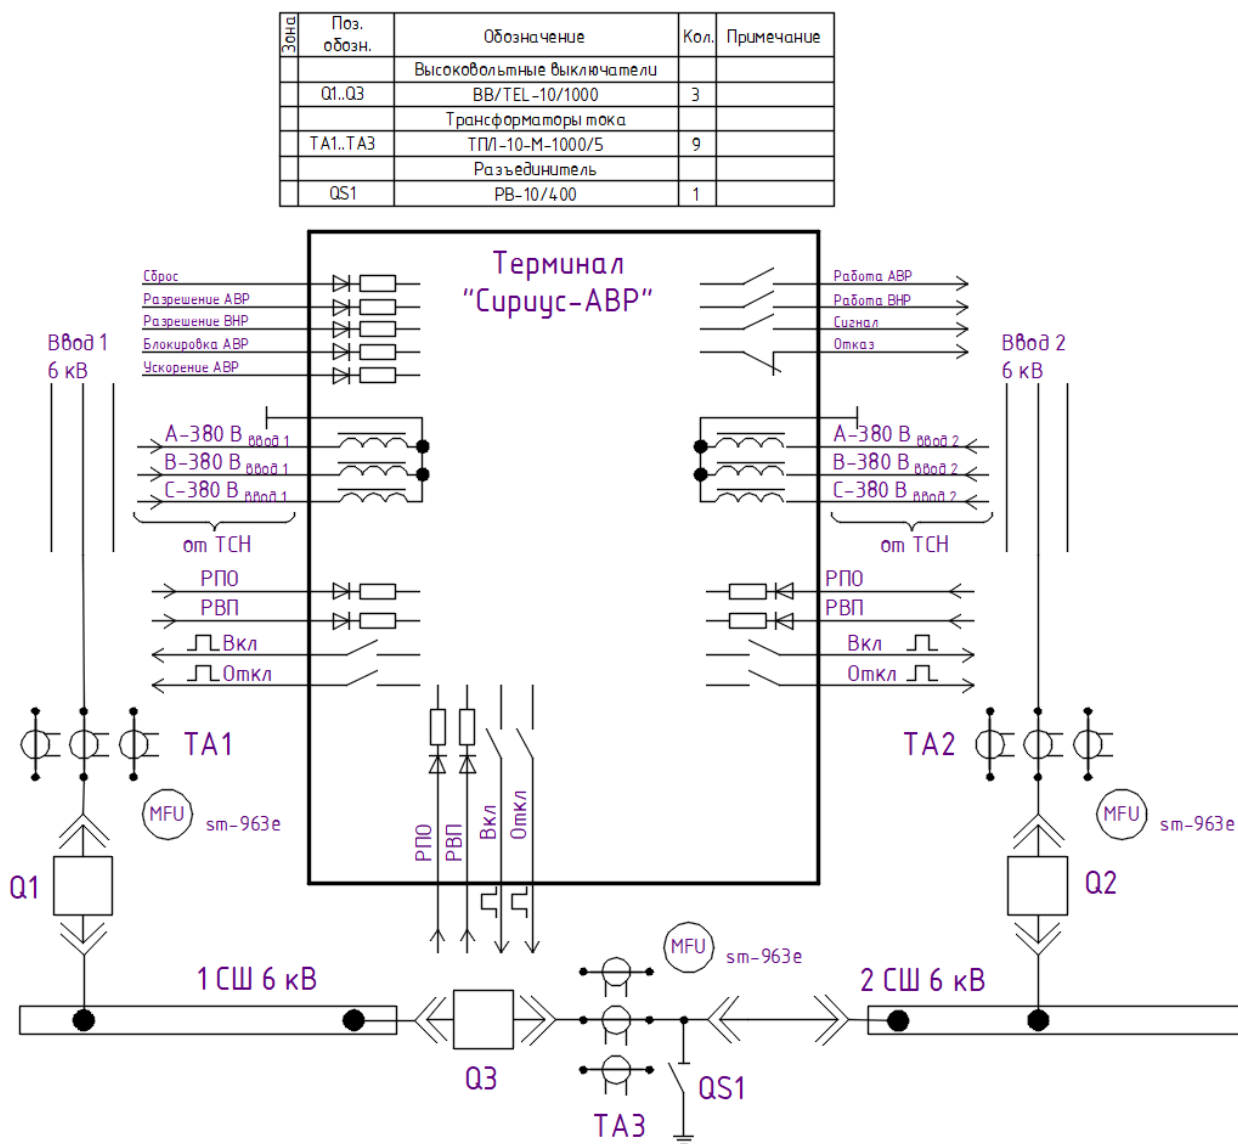 Зона
Поз. обозн.
Обозначение
Кол.
Примечание
Высоковольтные выключатели
Q1..Q3 BB/TEL-10/1000 3
Трансформаторы тока
ТА1..ТА3 ТПЛ-10-М-1000/5 9
Разъединитель
QS1 РВ-10/400 1
Терминал
"Сириус-АВР"
Сброс
Разрешение АВР
Разрешение ВНР
Блокировка АВР
Ускорение АВР
Работа АВР
Работа ВНР
Сигнал
Отказ
Ввод 1
6 кВ
Ввод 2
6 кВ
А-380 В ввод 1
В-380 В ввод 1
С-380 В ввод 1
от ТСН
А-380 В ввод 2
В-380 В ввод 2
С-380 В ввод 2
от ТСН
РПО
РВП
Вкл
Откл
РПО
РВП
Вкл
Откл
ТА1
ТА2
MFU
sm-963e
MFU
sm-963e
РПО
РВП
Вкл
Откл
Q1
Q2
MFU
sm-963e
1 СШ 6 кВ
2 СШ 6 кВ
Q3
QS1
ТА3